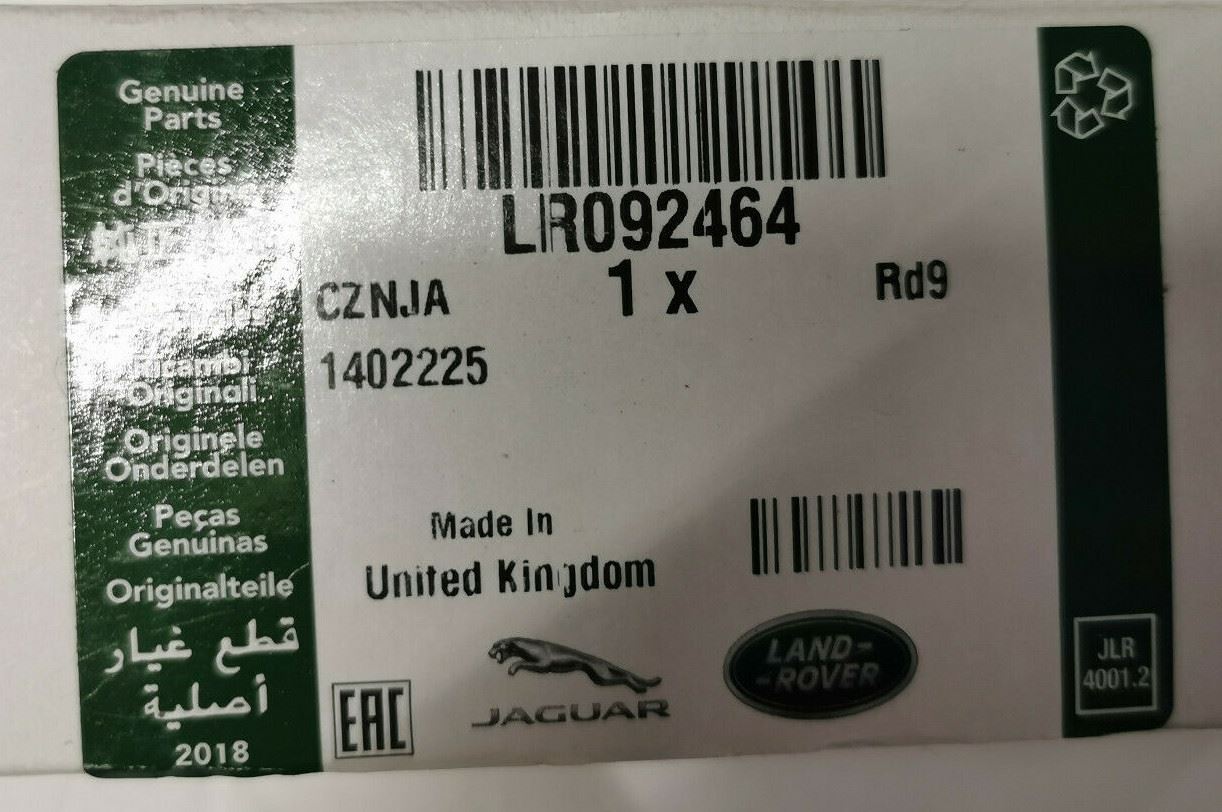 Genuine
Parts
Pièces
d'Origine
Ricambi
Originali
Originele
Onderdelen
Peças
Genuinas
Originalteile
قطع غيار
أصلية
2018
LR092464
CZNJA
1 x
Rd9
1402225
Made In
United Kingdom
EAC
JAGUAR
LAND-
-ROVER
JLR
4001.2